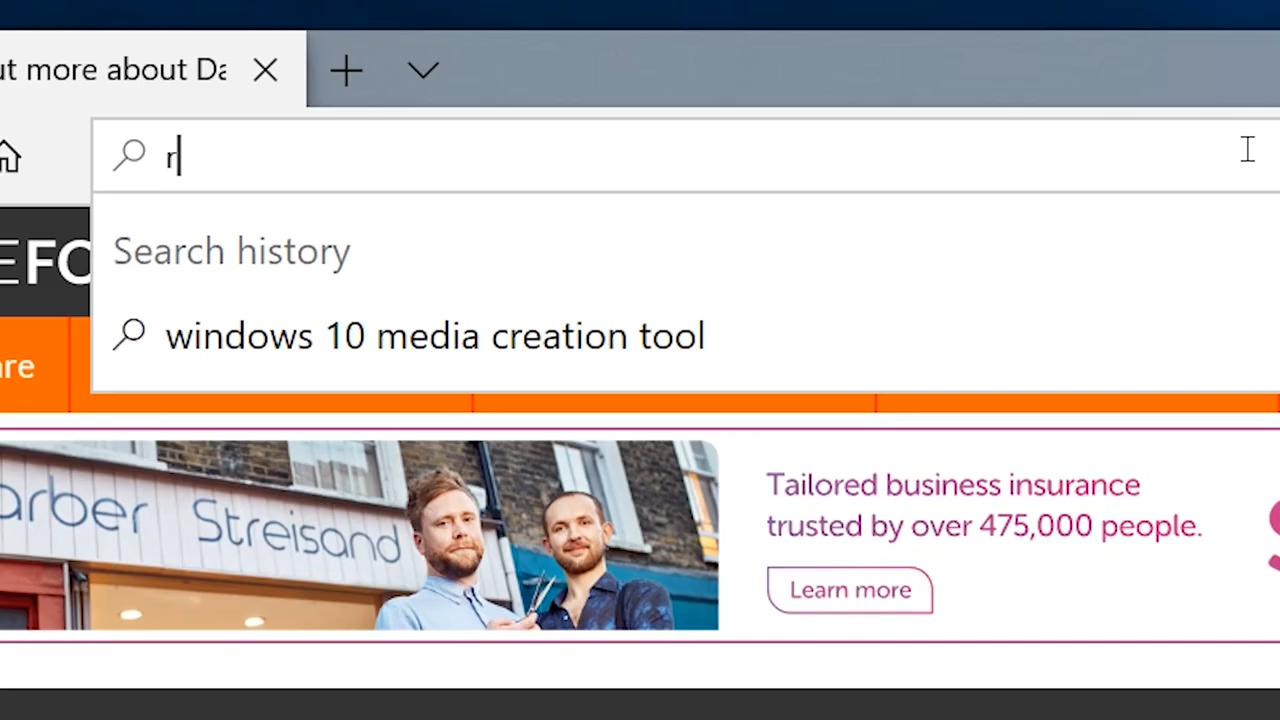 ut more about Da
r
Search history
windows 10 media creation tool
EFO
are
arber Streisand
Tailored business insurance
trusted by over 475,000 people.
Learn more